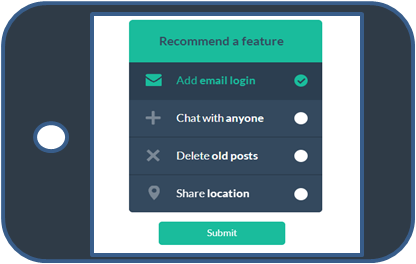 Recommend a feature
Add email login
Chat with anyone
Delete old posts
Share location
Submit